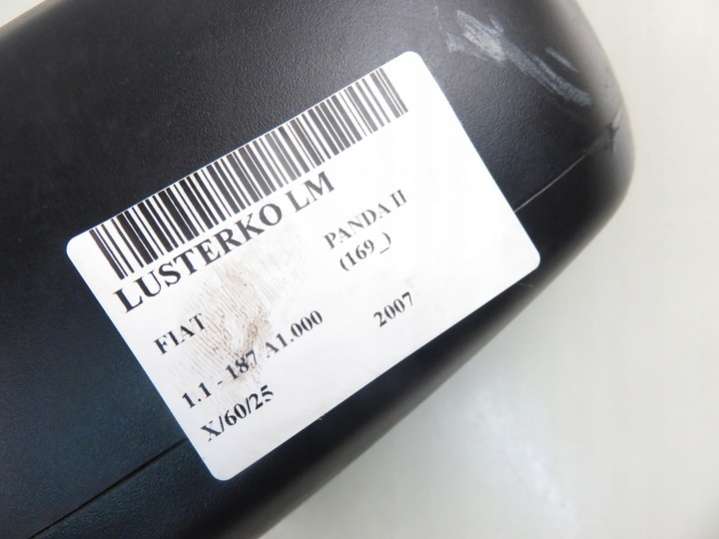 LUSTERKO LM
FIAT PANDA II
(169_)
1.1 - 187 A1.000 2007
X/60/25